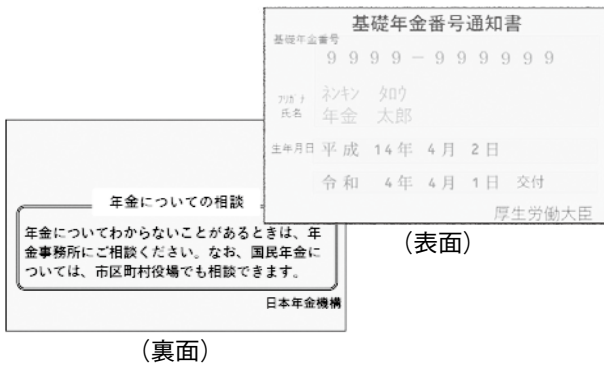 基礎年金番号通知書
基礎年金番号
9999－999999
フリガナ
ネンキン タロウ
氏名
年金 太郎
生年月日 平成 14年 4月 2日
令和 4年 4月 1日 交付
厚生労働大臣
（表面）
年金についての相談
年金についてわからないことがあるときは、年
金事務所にご相談ください。なお、国民年金に
ついては、市区町村役場でも相談できます。
日本年金機構
（裏面）